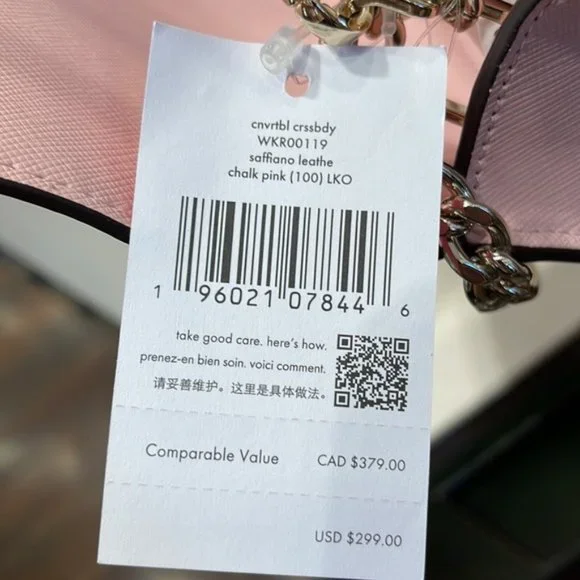 cnvrtbl crssbdy
WKR00119
saffiano leathe
chalk pink (100) LKO
1 96021 07844 6
take good care. here's how.
prenez-en bien soin. voici comment.
请妥善维护。这里是具体做法。
Comparable Value CAD $379.00
USD $299.00